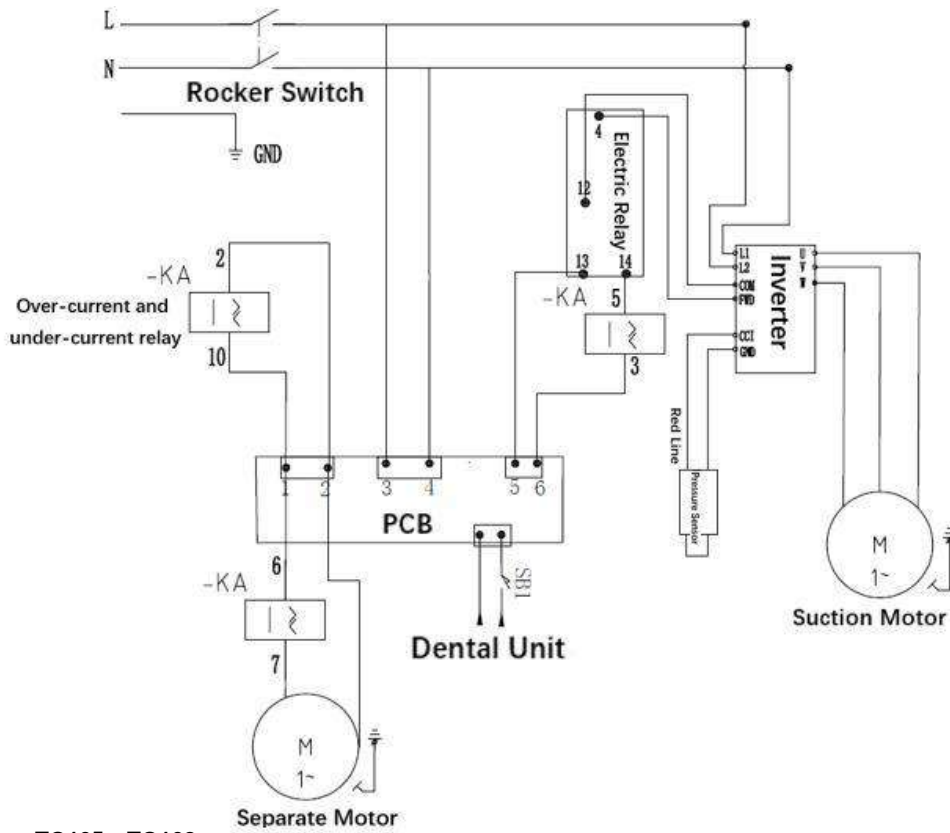 L
N
Rocker Switch
GND
4
Electric Relay
12
13
14
2
-KA
Over-current and
under-current relay
10
-KA
5
3
L1
L2
COM
FWD
CCI
GND
Inverter
U
V
W
Red Line
Pressure Sensor
1
2
3
4
5
6
PCB
6
-KA
7
SB1
Dental Unit
M
1~
Suction Motor
M
1~
Separate Motor